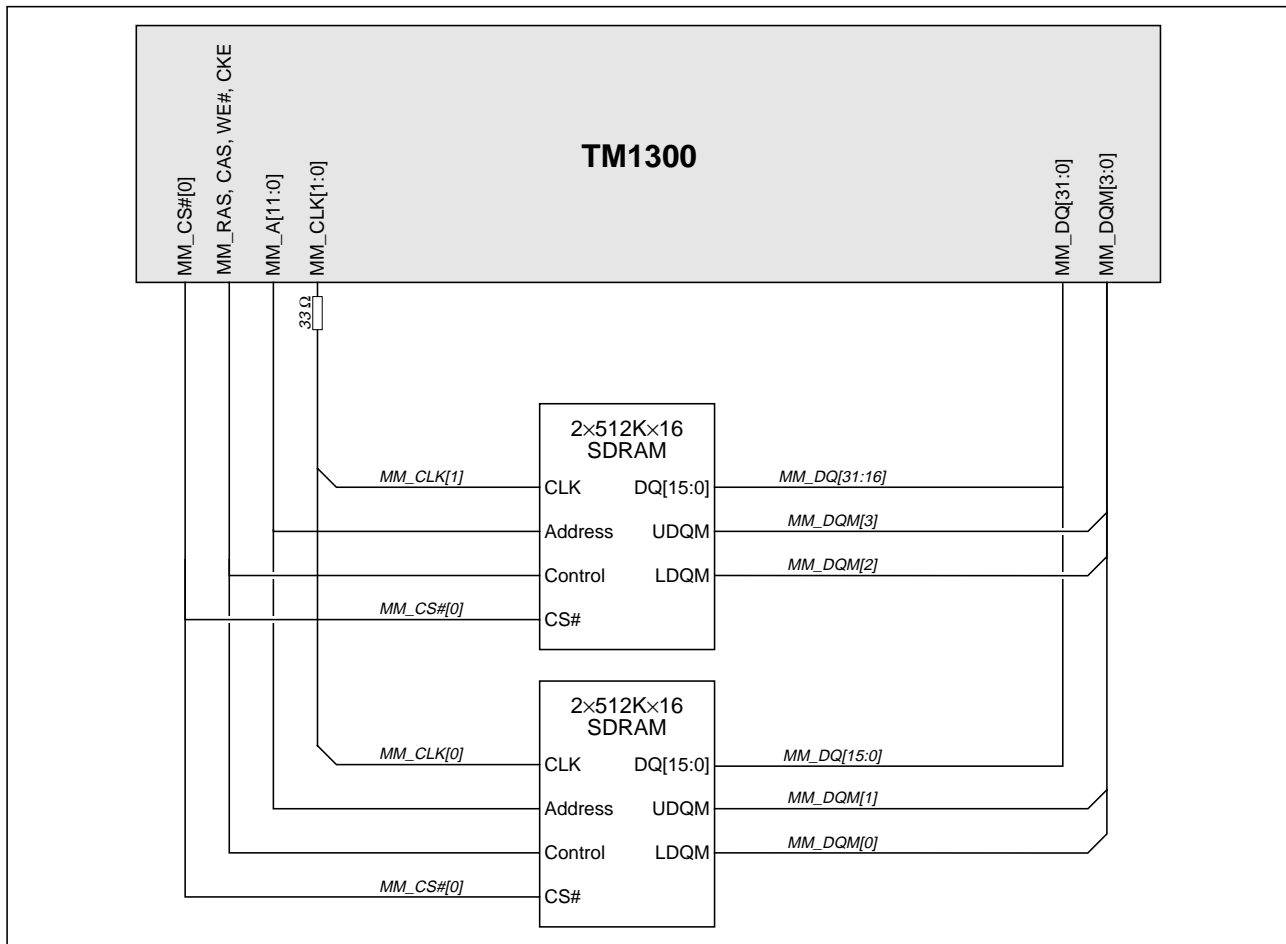 TM1300
MM_CS#[0]
MM_RAS, CAS, WE#, CKE
MM_A[11:0]
MM_CLK[1:0]
MM_DQ[31:0]
MM_DQM[3:0]
33 Ω
2×512K×16
SDRAM
MM_CLK[1]
CLK
DQ[15:0]
MM_DQ[31:16]
Address
UDQM
MM_DQM[3]
Control
LDQM
MM_DQM[2]
MM_CS#[0]
CS#
2×512K×16
SDRAM
MM_CLK[0]
CLK
DQ[15:0]
MM_DQ[15:0]
Address
UDQM
MM_DQM[1]
Control
LDQM
MM_DQM[0]
MM_CS#[0]
CS#